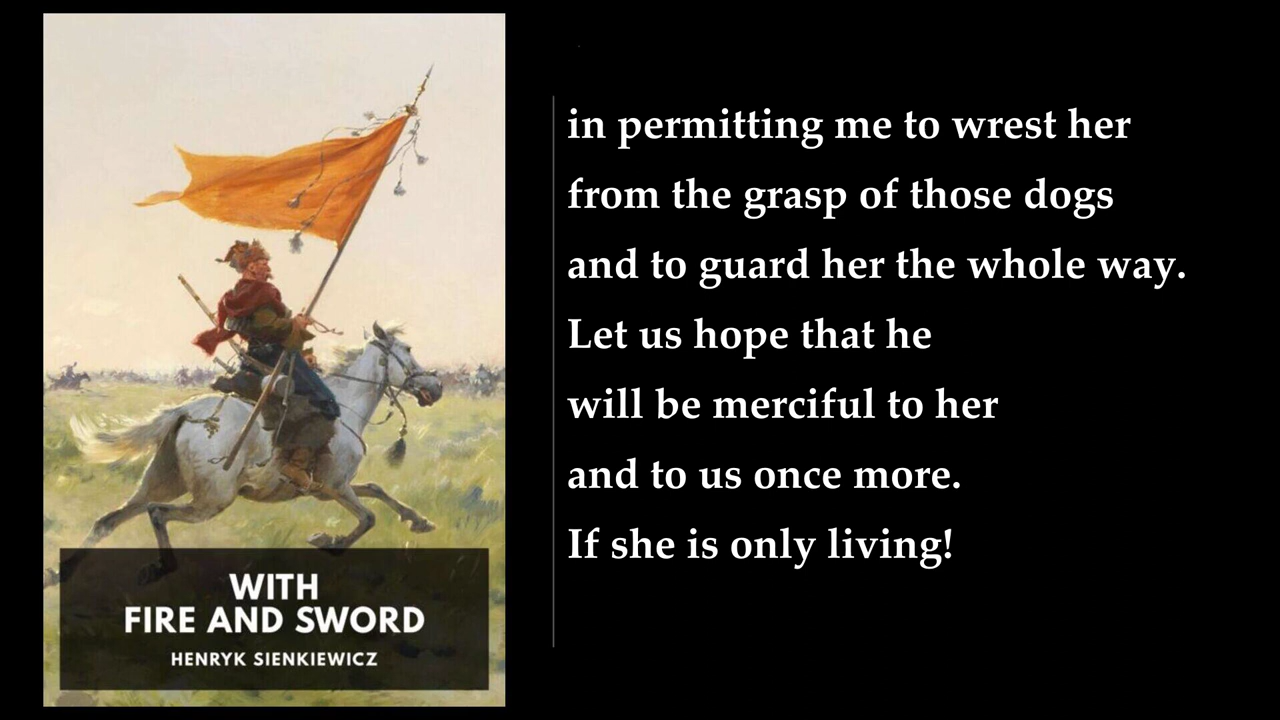 WITH
FIRE AND SWORD
HENRYK SIENKIEWICZ
in permitting me to wrest her
from the grasp of those dogs
and to guard her the whole way.
Let us hope that he
will be merciful to her
and to us once more.
If she is only living!